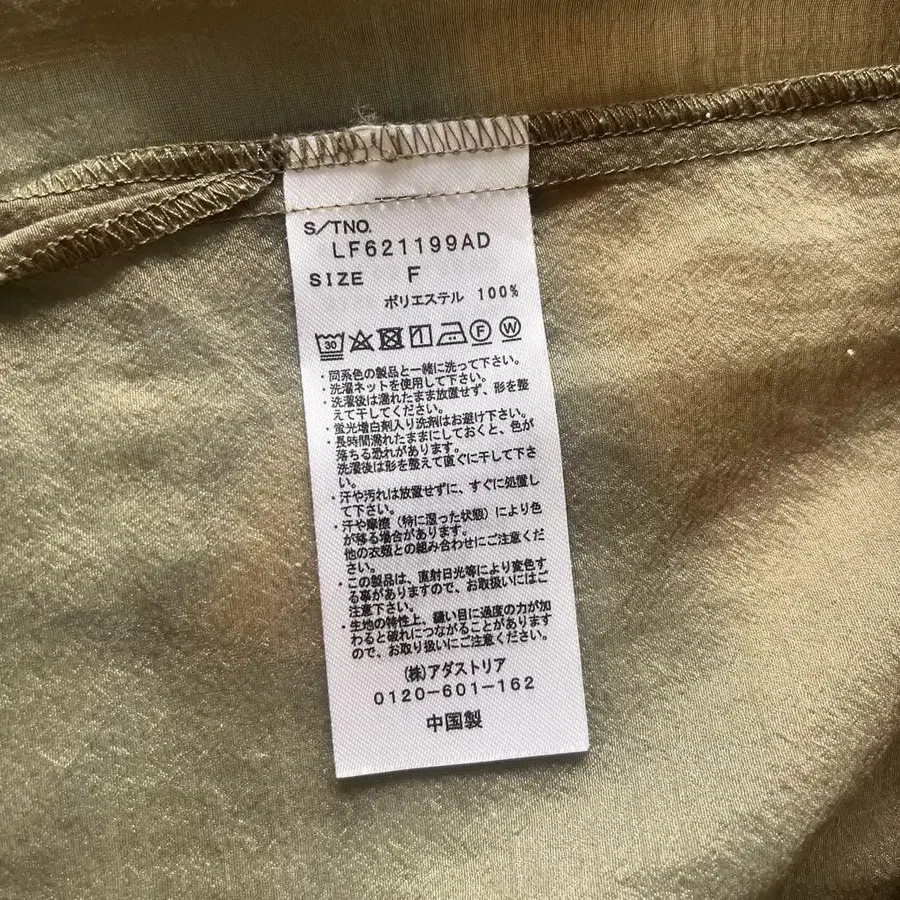 S/TNO.
LF621199AD
SIZE F
ポリエステル 100%
30 F W
・同系色の製品と一緒に洗って下さい。
・洗濯ネットを使用して下さい。
・洗濯後は濡れたまま放置せず、形を整
えて干してください。
・蛍光増白剤入り洗剤はお避け下さい。
・長時間濡れたままにしておくと、色が
落ちる恐れがあります。
洗濯後は形を整えて直ぐに干して下さ
い。
・汗や汚れは放置せずに、すぐに処置し
て下さい。
・汗や摩擦（特に湿った状態）により色
が移る場合があります。
他の衣類との組み合わせにご注意くだ
さい。
・この製品は、直射日光等により変色す
る事がありますので、お取扱いにはご
注意下さい。
・生地の特性上、縫い目に過度の力が加
わると破れにつながることがあります
ので、お取り扱いにご注意ください。
(株)アダストリア
0120-601-162
中国製